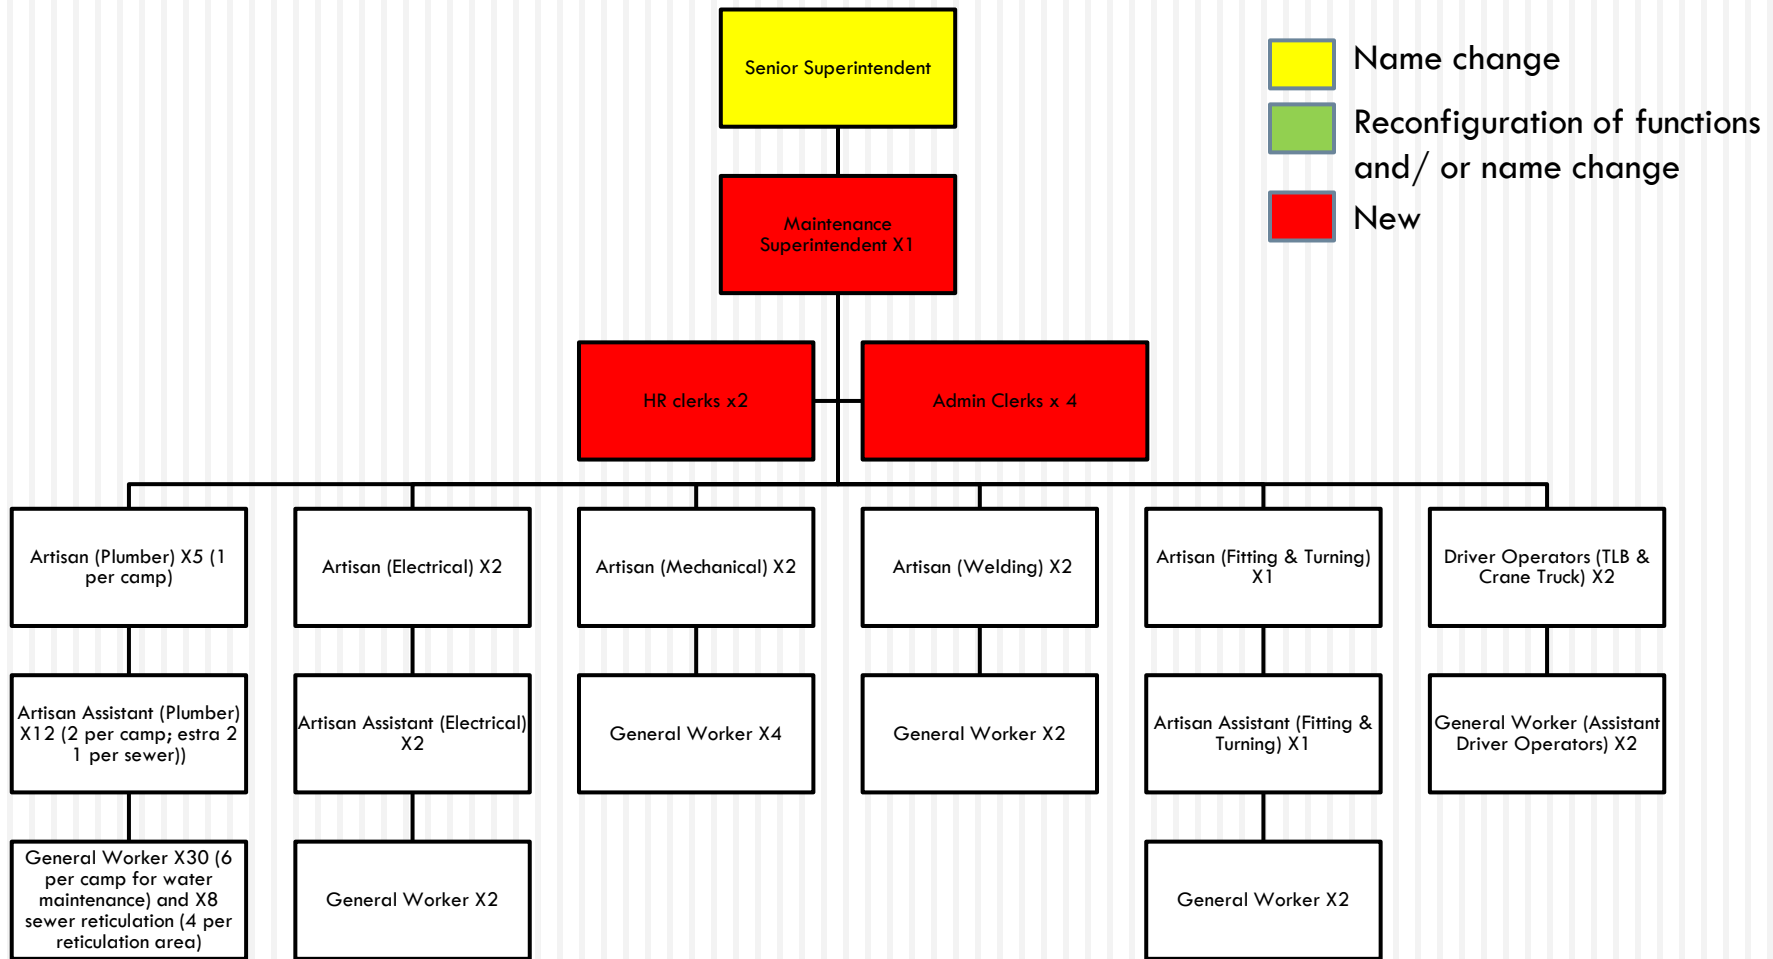 Senior Superintendent
Name change
Reconfiguration of functions
and/ or name change
New
Maintenance
Superintendent X1
HR clerks x2
Admin Clerks x 4
Artisan (Plumber) X5 (1
per camp)
Artisan (Electrical) X2
Artisan (Mechanical) X2
Artisan (Welding) X2
Artisan (Fitting & Turning)
X1
Driver Operators (TLB &
Crane Truck) X2
Artisan Assistant (Plumber)
X12 (2 per camp; estra 2
1 per sewer))
Artisan Assistant (Electrical)
X2
General Worker X4
General Worker X2
Artisan Assistant (Fitting &
Turning) X1
General Worker (Assistant
Driver Operators) X2
General Worker X30 (6
per camp for water
maintenance) and X8
sewer reticulation (4 per
reticulation area)
General Worker X2
General Worker X2